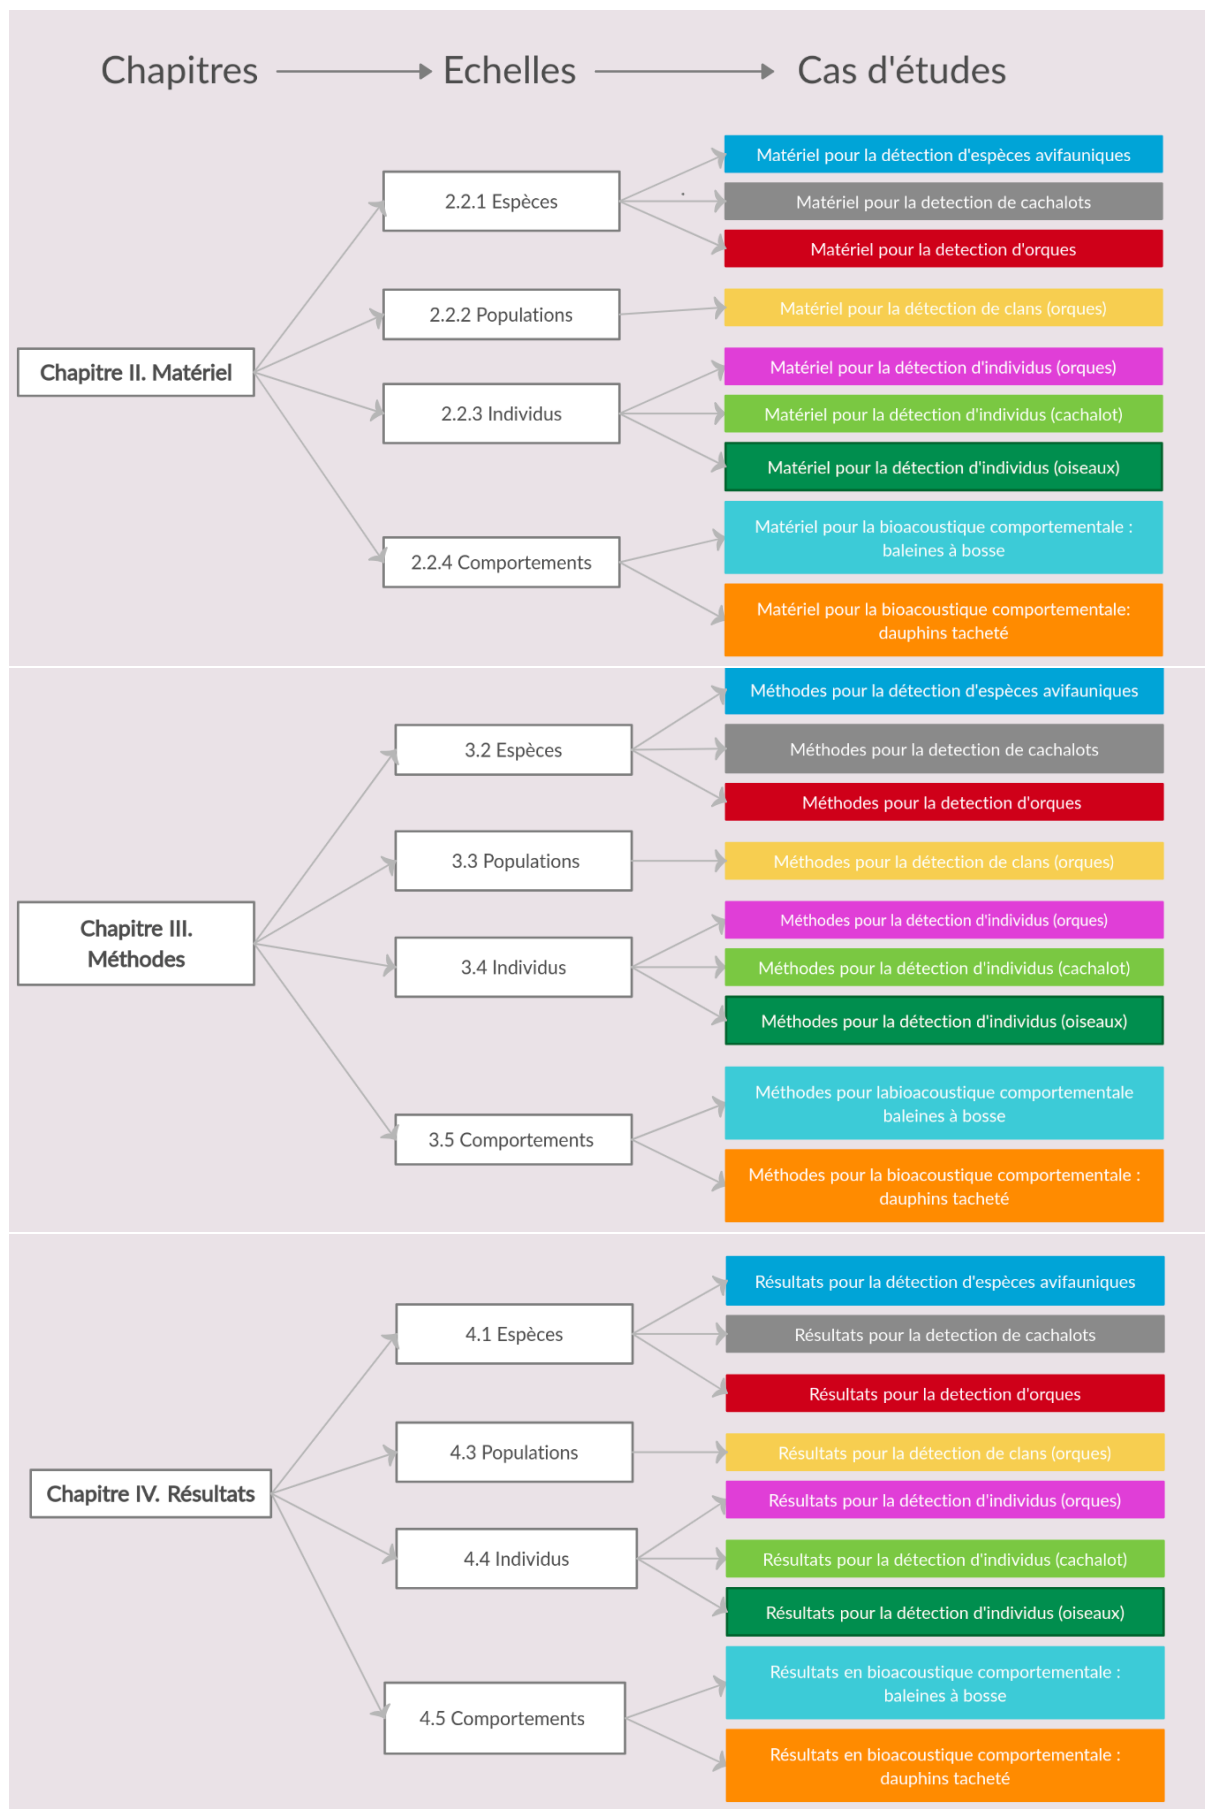 Chapitres
Echelles
Cas d'études
Chapitre II. Matériel
2.2.1 Espèces
Matériel pour la détection d'espèces avifauniques
Matériel pour la detection de cachalots
Matériel pour la detection d'orques
2.2.2 Populations
Matériel pour la détection de clans (orques)
2.2.3 Individus
Matériel pour la détection d'individus (orques)
Matériel pour la détection d'individus (cachalot)
Matériel pour la détection d'individus (oiseaux)
2.2.4 Comportements
Matériel pour la bioacoustique comportementale :
baleines à bosse
Matériel pour la bioacoustique comportementale:
dauphins tacheté
Chapitre III.
Méthodes
3.2 Espèces
Méthodes pour la détection d'espèces avifauniques
Méthodes pour la detection de cachalots
Méthodes pour la detection d'orques
3.3 Populations
Méthodes pour la détection de clans (orques)
3.4 Individus
Méthodes pour la détection d'individus (orques)
Méthodes pour la détection d'individus (cachalot)
Méthodes pour la détection d'individus (oiseaux)
3.5 Comportements
Méthodes pour labioacoustique comportementale
baleines à bosse
Méthodes pour la bioacoustique comportementale :
dauphins tacheté
Chapitre IV. Résultats
4.1 Espèces
Résultats pour la détection d'espèces avifauniques
Résultats pour la detection de cachalots
Résultats pour la detection d'orques
4.3 Populations
Résultats pour la détection de clans (orques)
4.4 Individus
Résultats pour la détection d'individus (orques)
Résultats pour la détection d'individus (cachalot)
Résultats pour la détection d'individus (oiseaux)
4.5 Comportements
Résultats en bioacoustique comportementale :
baleines à bosse
Résultats en bioacoustique comportementale :
dauphins tacheté